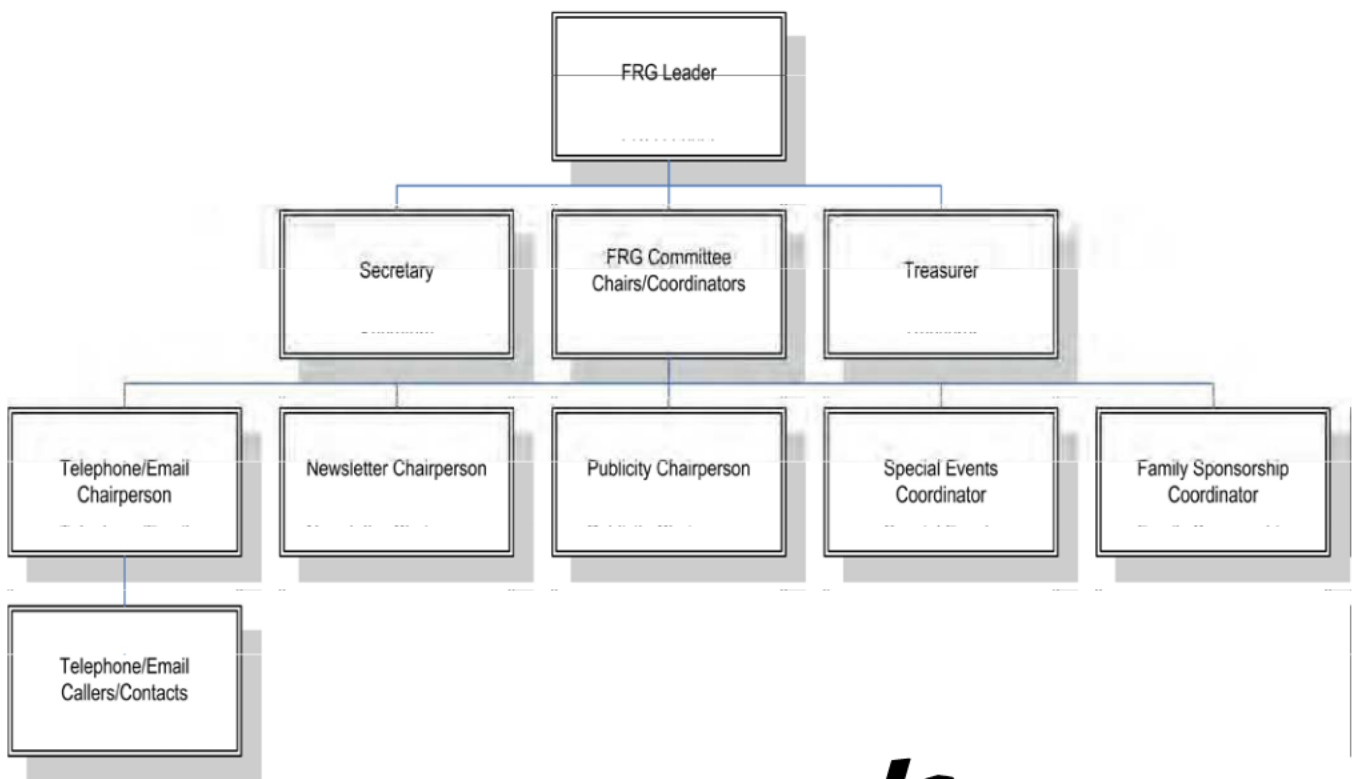 FRG Leader
Secretary
FRG Committee
Chairs/Coordinators
Treasurer
Telephone/Email
Chairperson
Newsletter Chairperson
Publicity Chairperson
Special Events
Coordinator
Family Sponsorship
Coordinator
Telephone/Email
Callers/Contacts